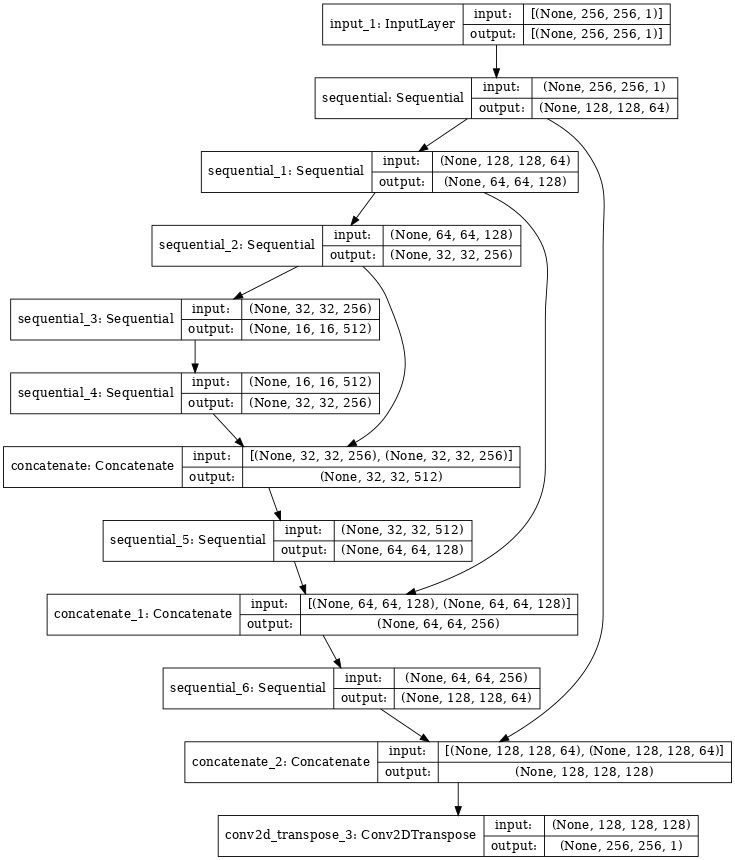 input_1: InputLayer
input: [(None, 256, 256, 1)]
output: [(None, 256, 256, 1)]
sequential: Sequential
input: (None, 256, 256, 1)
output: (None, 128, 128, 64)
sequential_1: Sequential
input: (None, 128, 128, 64)
output: (None, 64, 64, 128)
sequential_2: Sequential
input: (None, 64, 64, 128)
output: (None, 32, 32, 256)
sequential_3: Sequential
input: (None, 32, 32, 256)
output: (None, 16, 16, 512)
sequential_4: Sequential
input: (None, 16, 16, 512)
output: (None, 32, 32, 256)
concatenate: Concatenate
input: [(None, 32, 32, 256), (None, 32, 32, 256)]
output: (None, 32, 32, 512)
sequential_5: Sequential
input: (None, 32, 32, 512)
output: (None, 64, 64, 128)
concatenate_1: Concatenate
input: [(None, 64, 64, 128), (None, 64, 64, 128)]
output: (None, 64, 64, 256)
sequential_6: Sequential
input: (None, 64, 64, 256)
output: (None, 128, 128, 64)
concatenate_2: Concatenate
input: [(None, 128, 128, 64), (None, 128, 128, 64)]
output: (None, 128, 128, 128)
conv2d_transpose_3: Conv2DTranspose
input: (None, 128, 128, 128)
output: (None, 256, 256, 1)